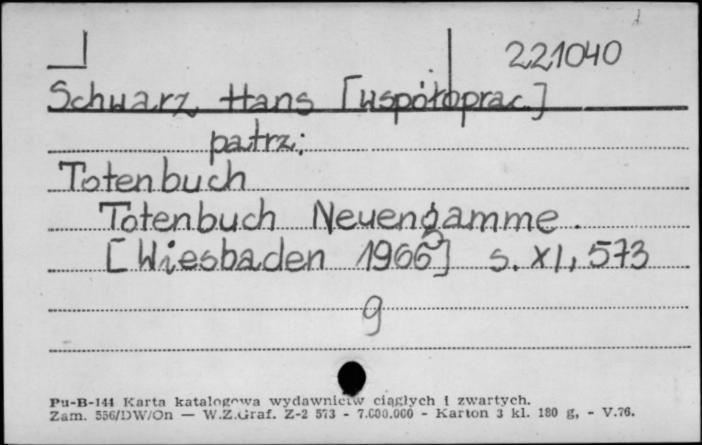 221040
Schwarz Hans [współoprac.]
patrz:
Totenbuch
Totenbuch Neuengamme.
[Wiesbaden 1966] s. XI, 573
g
Pu-B-144 Karta katalogowa wydawnictw ciągłych i zwartych.
Zam. 556/DW/On — W.Z.Graf. Z-2 573 - 7.000.000 - Karton 3 kl. 180 g, - V.76.